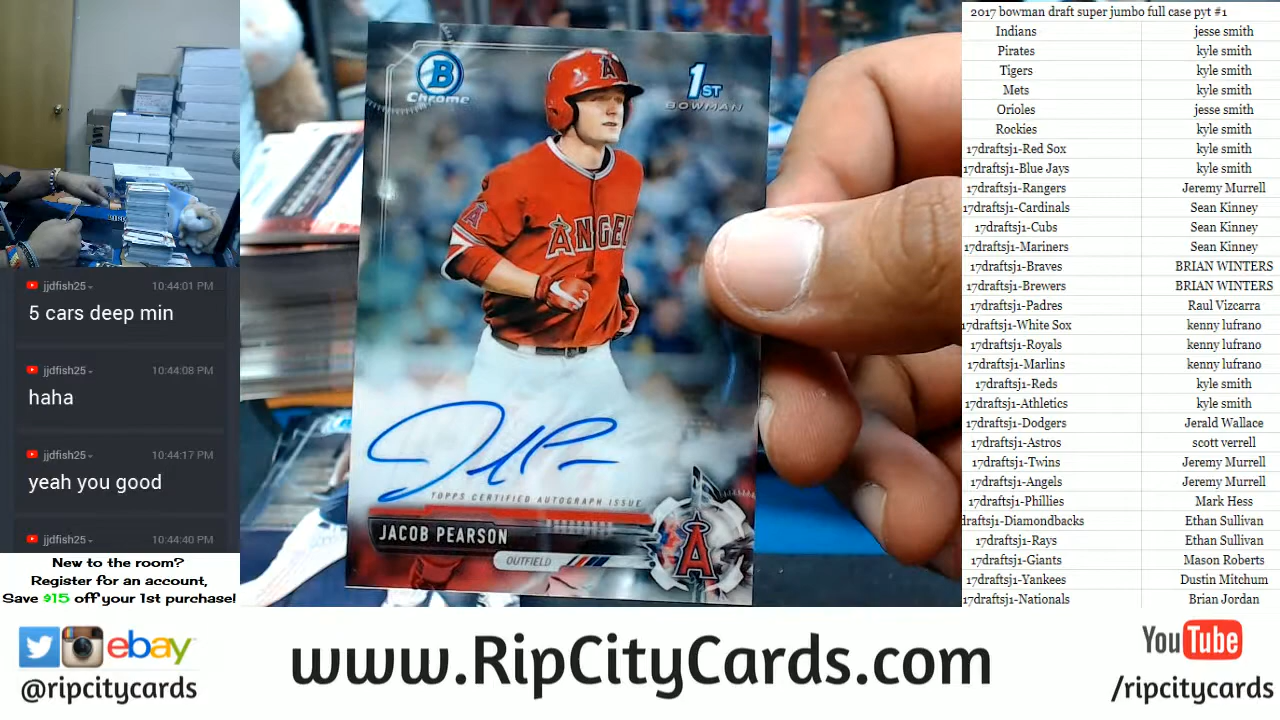 jjdfish25 10:44:01 PM
5 cars deep min
jjdfish25 10:44:08 PM
haha
jjdfish25 10:44:17 PM
yeah you good
jjdfish25 10:44:40 PM
New to the room?
Register for an account,
Save $15 off your 1st purchase!
B
Chrome
1ST
BOWMAN
A
ANGEL
TOPPS CERTIFIED AUTOGRAPH ISSUE
JACOB PEARSON
OUTFIELD
A
2017 bowman draft super jumbo full case pyt #1
Indians jesse smith
Pirates kyle smith
Tigers kyle smith
Mets kyle smith
Orioles jesse smith
Rockies kyle smith
17draftsj1-Red Sox kyle smith
17draftsj1-Blue Jays kyle smith
17draftsj1-Rangers Jeremy Murrell
17draftsj1-Cardinals Sean Kinney
17draftsj1-Cubs Sean Kinney
17draftsj1-Mariners Sean Kinney
17draftsj1-Braves BRIAN WINTERS
17draftsj1-Brewers BRIAN WINTERS
17draftsj1-Padres Raul Vizcarra
17draftsj1-White Sox kenny lufrano
17draftsj1-Royals kenny lufrano
17draftsj1-Marlins kenny lufrano
17draftsj1-Reds kyle smith
17draftsj1-Athletics kyle smith
17draftsj1-Dodgers Jerald Wallace
17draftsj1-Astros scott verrell
17draftsj1-Twins Jeremy Murrell
17draftsj1-Angels Jeremy Murrell
17draftsj1-Phillies Mark Hess
draftsj1-Diamondbacks Ethan Sullivan
17draftsj1-Rays Ethan Sullivan
17draftsj1-Giants Mason Roberts
17draftsj1-Yankees Dustin Mitchum
17draftsj1-Nationals Brian Jordan
ebay
@ripcitycards
www.RipCityCards.com
YouTube
/ripcitycards